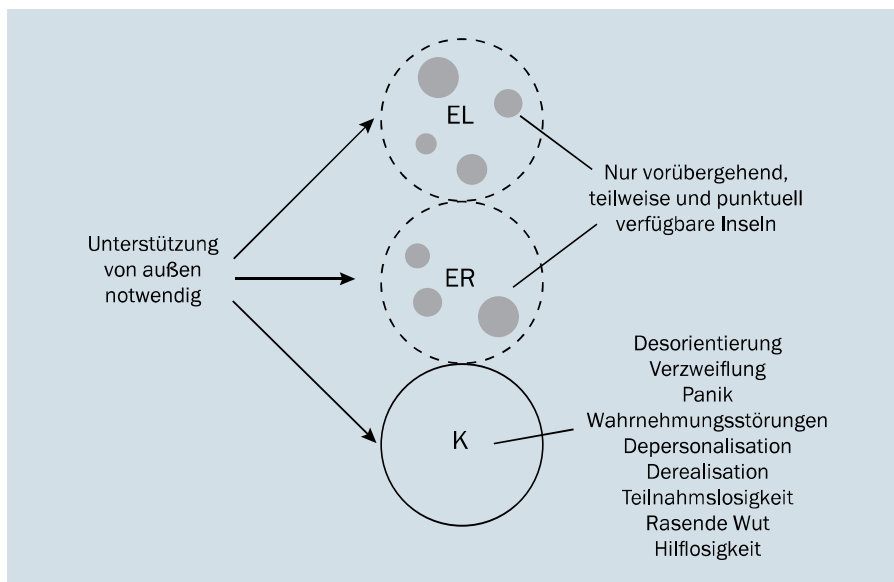 EL
Nur vorübergehend,
teilweise und punktuell
verfügbare Inseln
Unterstützung
von außen
notwendig
ER
Desorientierung
Verzweiflung
Panik
Wahrnehmungsstörungen
Depersonalisation
Derealisation
Teilnahmslosigkeit
Rasende Wut
Hilflosigkeit
K